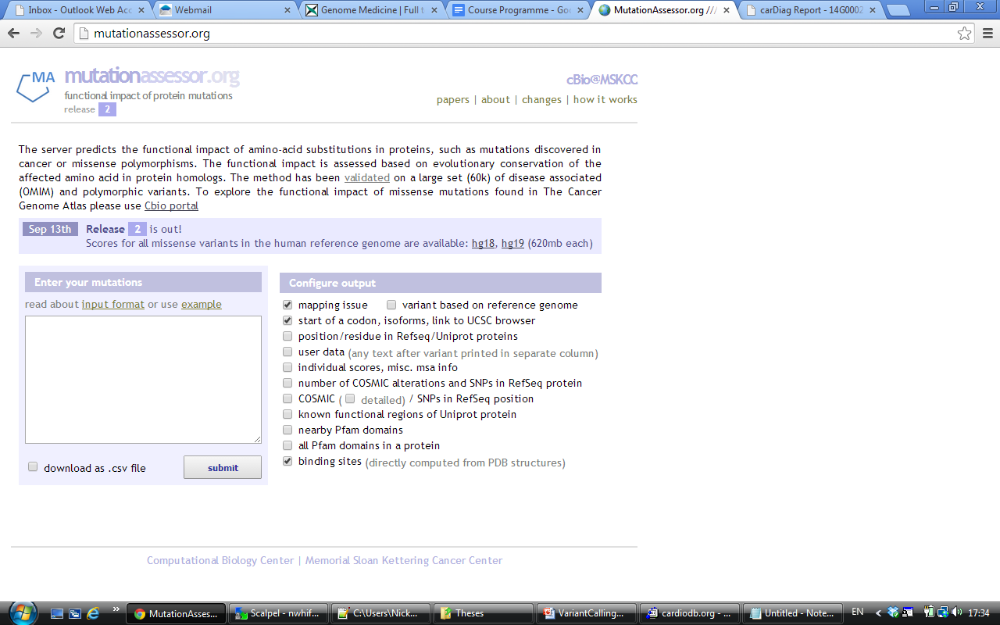 Inbox - Outlook Web Acc
Webmail
Genome Medicine | Full t
Course Programme - Goo
MutationAssessor.org ///
carDiag Report - 14G0002
mutationassessor.org
MA
mutationassessor.org
functional impact of protein mutations
release 2
cBio@MSKCC
papers | about | changes | how it works
The server predicts the functional impact of amino-acid substitutions in proteins, such as mutations discovered in
cancer or missense polymorphisms. The functional impact is assessed based on evolutionary conservation of the
affected amino acid in protein homologs. The method has been validated on a large set (60k) of disease associated
(OMIM) and polymorphic variants. To explore the functional impact of missense mutations found in The Cancer
Genome Atlas please use Cbio portal
Sep 13th Release 2 is out!
Scores for all missense variants in the human reference genome are available: hg18, hg19 (620mb each)
Enter your mutations
read about input format or use example
download as .csv file
submit
Configure output
mapping issue variant based on reference genome
start of a codon, isoforms, link to UCSC browser
position/residue in Refseq/Uniprot proteins
user data (any text after variant printed in separate column)
individual scores, misc. msa info
number of COSMIC alterations and SNPs in RefSeq protein
COSMIC ( detailed) / SNPs in RefSeq position
known functional regions of Uniprot protein
nearby Pfam domains
all Pfam domains in a protein
binding sites (directly computed from PDB structures)
Computational Biology Center | Memorial Sloan Kettering Cancer Center
MutationAsses...
Scalpel - nwhif...
C:\Users\Nick...
Theses
VariantCalling...
cardiodb.org - ...
Untitled - Note...
EN
17:34